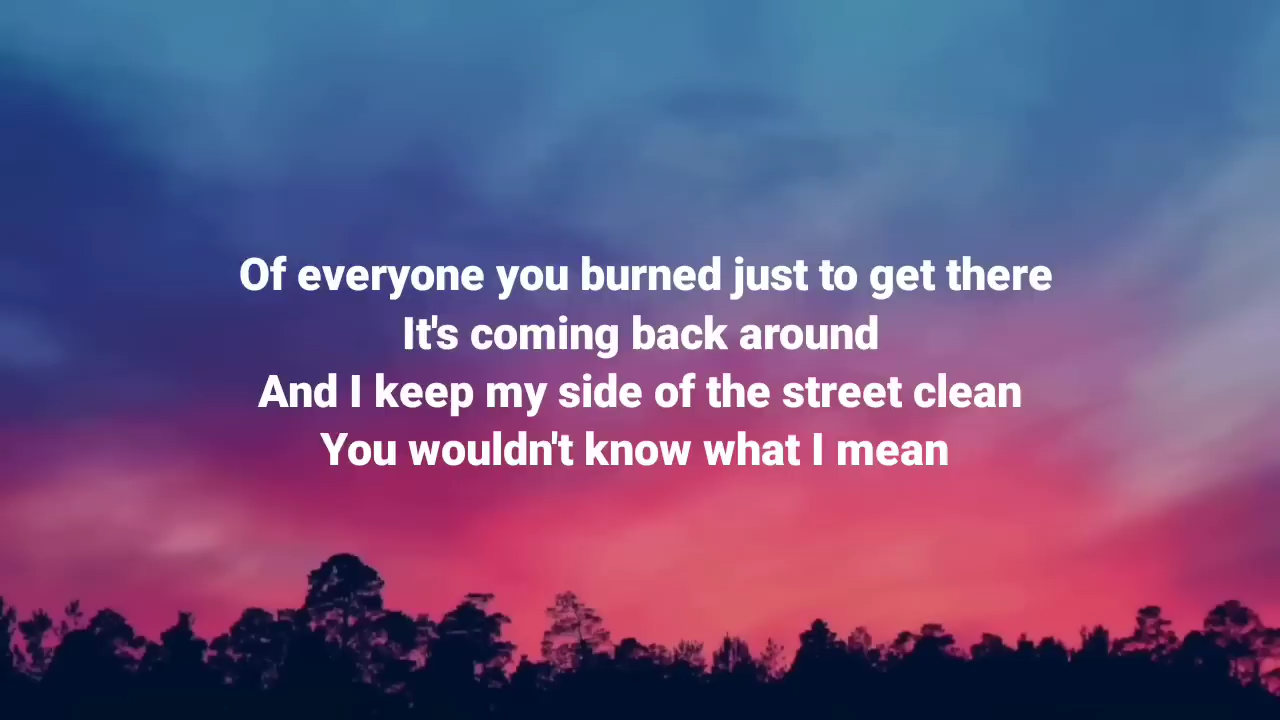 Of everyone you burned just to get there
It's coming back around
And I keep my side of the street clean
You wouldn't know what I mean